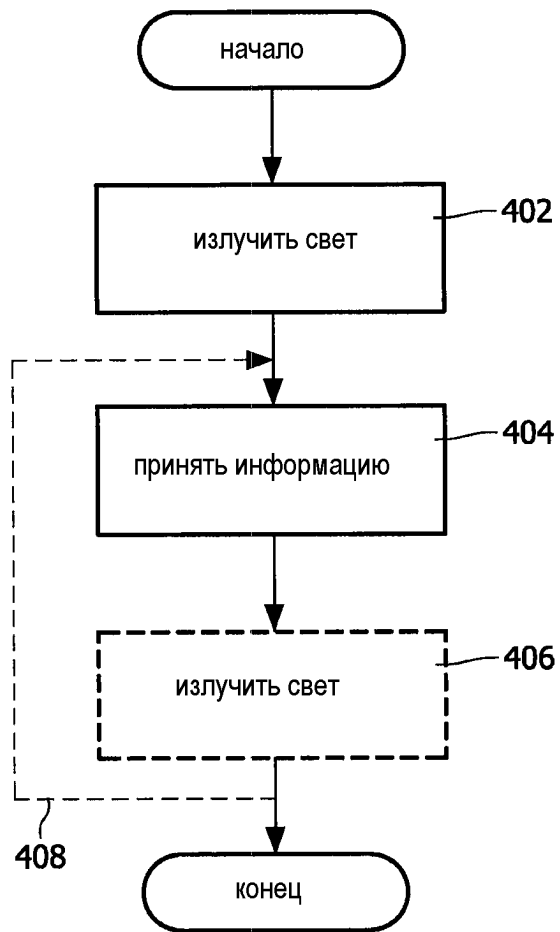 начало
излучить свет
402
принять информацию
404
излучить свет
406
408
конец